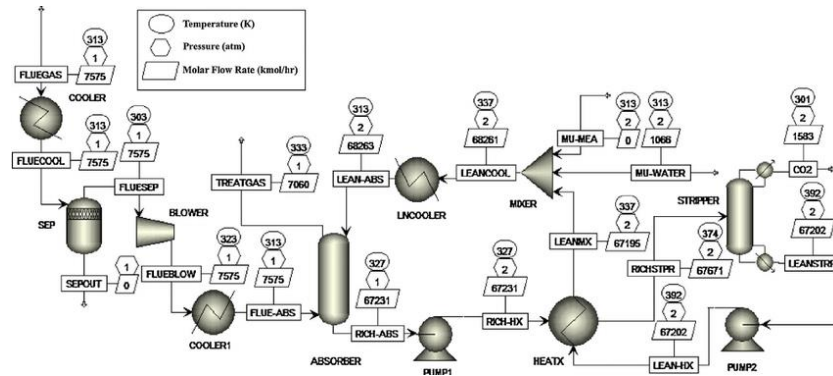 Temperature (K)
Pressure (atm)
Molar Flow Rate (kmol/hr)
313
1
FLUEGAS
7575
COOLER
313
1
FLUECOOL
7575
303
1
7575
FLUESEP
SEP
BLOWER
SEPOUT
1
0
FLUEBLOW
323
1
7575
COOLER1
313
1
7575
FLUE-ABS
TREATGAS
333
1
7060
ABSORBER
313
2
68263
LEAN-ABS
LNCOOLER
337
2
68261
LEANCOOL
MIXER
313
2
MU-MEA
0
313
2
1066
MU-WATER
337
2
LEANMX
67195
327
1
67231
RICH-ABS
PUMP1
327
2
67231
RICH-HX
HEATX
374
2
RICHSTPR
67671
STRIPPER
301
2
1583
CO2
392
2
67202
392
2
67202
LEAN-HX
PUMP2